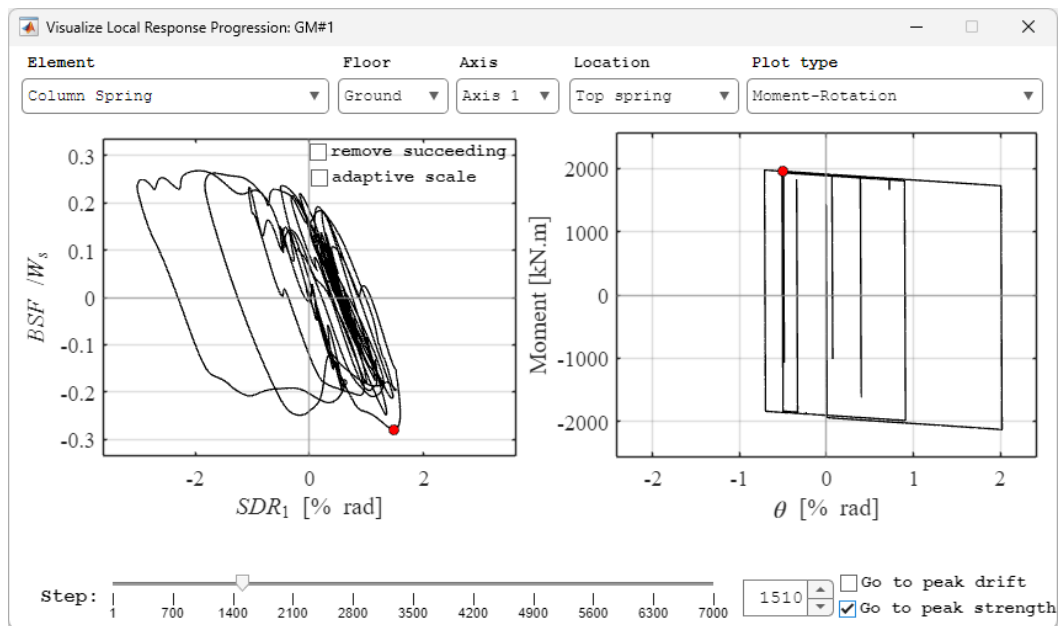 Visualize Local Response Progression: GM#1
Element Floor Axis Location Plot type
Column Spring Ground Axis 1 Top spring Moment-Rotation
remove succeeding
adaptive scale
0.3
0.2
0.1
0
-0.1
-0.2
-0.3
BSF /Ws
-2 0 2
SDR1 [% rad]
2000
1000
0
-1000
-2000
Moment [kN.m]
-2 -1 0 1 2
θ [% rad]
Step:
1 700 1400 2100 2800 3500 4200 4900 5600 6300 7000
1510
Go to peak drift
Go to peak strength